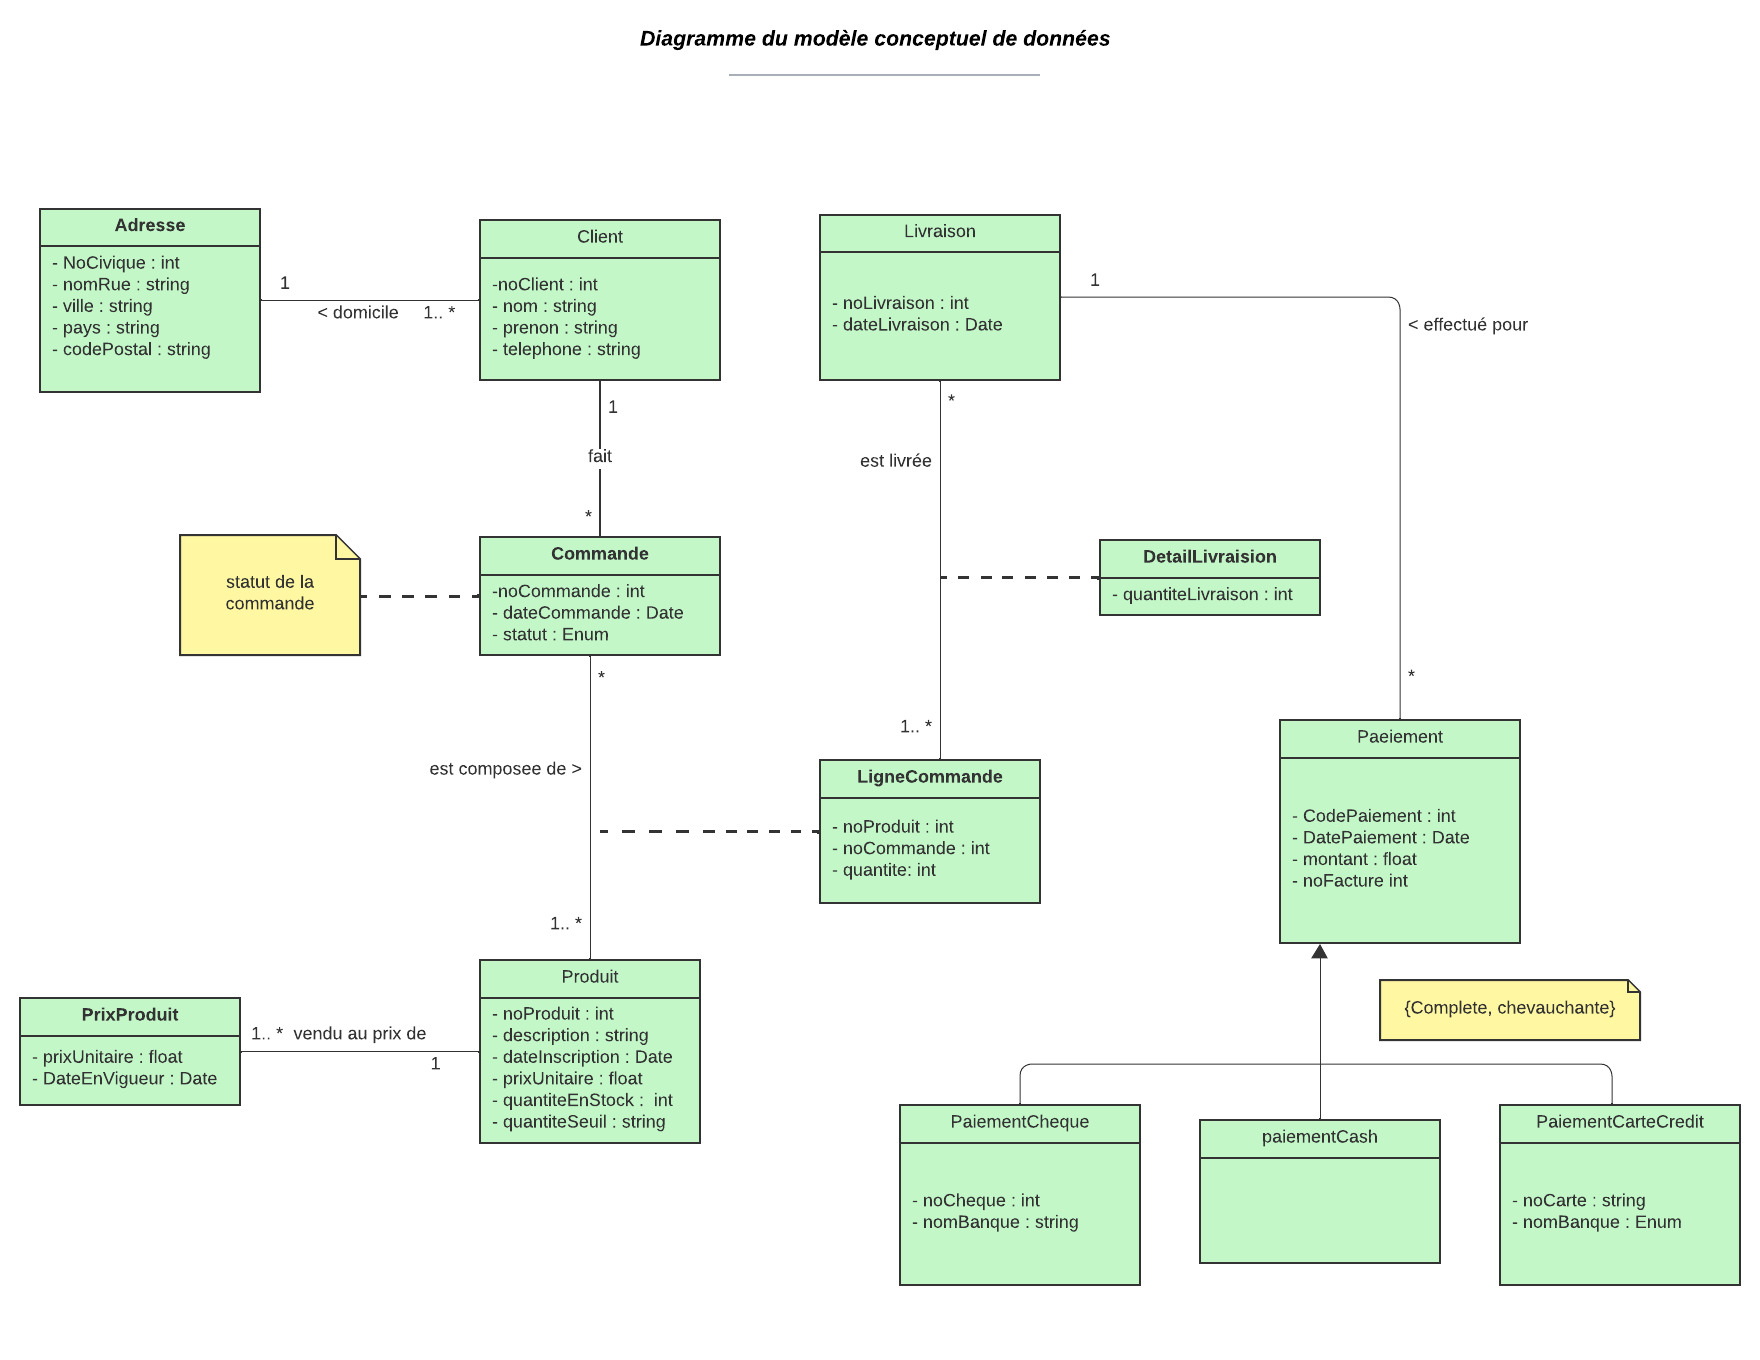 Diagramme du modèle conceptuel de données
Adresse
- NoCivique : int
- nomRue : string
- ville : string
- pays : string
- codePostal : string
1
< domicile
1.. *
Client
-noClient : int
- nom : string
- prenon : string
- telephone : string
1
fait
*
Livraison
- noLivraison : int
- dateLivraison : Date
1
< effectué pour
*
*
est livrée
1.. *
statut de la
commande
Commande
-noCommande : int
- dateCommande : Date
- statut : Enum
DetailLivraision
- quantiteLivraison : int
*
est composee de >
1.. *
LigneCommande
- noProduit : int
- noCommande : int
- quantite: int
Paeiement
- CodePaiement : int
- DatePaiement : Date
- montant : float
- noFacture int
PrixProduit
- prixUnitaire : float
- DateEnVigueur : Date
1.. * vendu au prix de
1
Produit
- noProduit : int
- description : string
- dateInscription : Date
- prixUnitaire : float
- quantiteEnStock :  int
- quantiteSeuil : string
{Complete, chevauchante}
PaiementCheque
- noCheque : int
- nomBanque : string
paiementCash
PaiementCarteCredit
- noCarte : string
- nomBanque : Enum